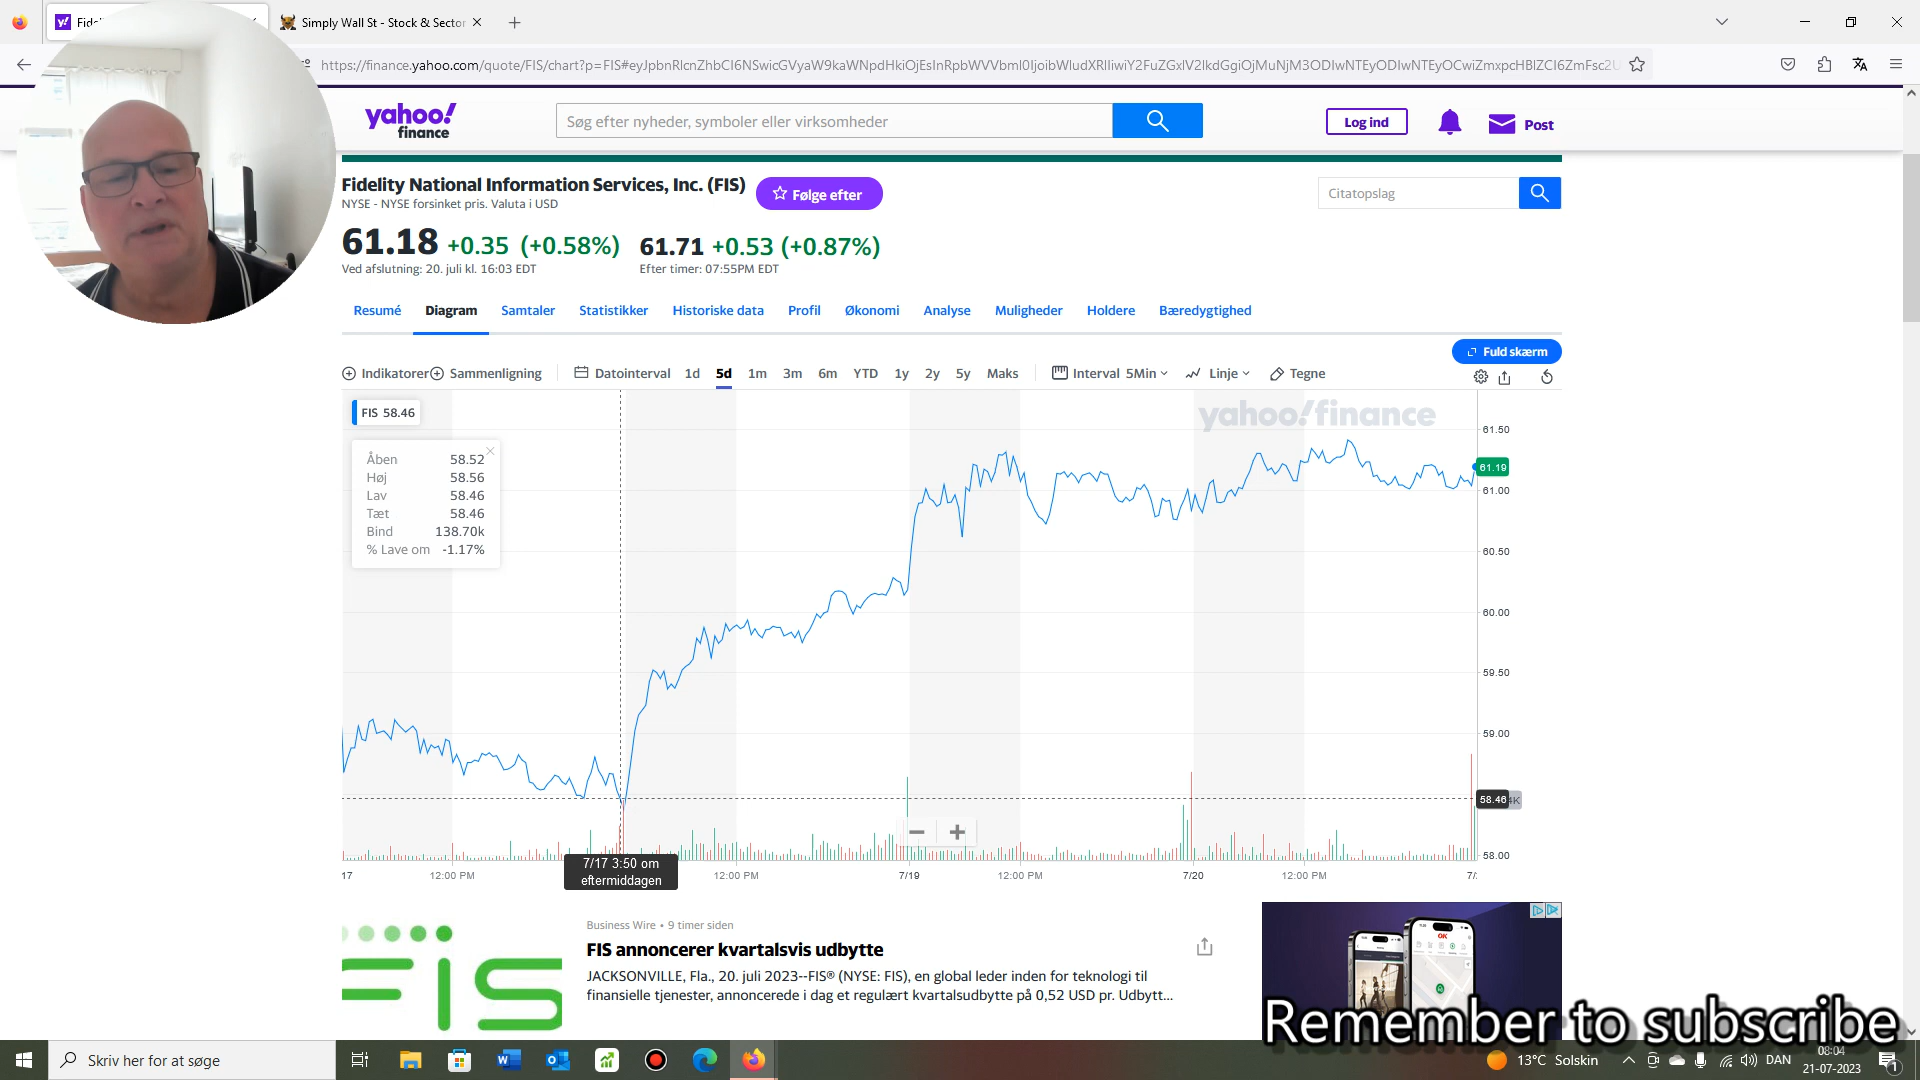 Simply Wall St - Stock & Sector
https://finance.yahoo.com/quote/FIS/chart?p=FIS#
yahoo!
finance
Søg efter nyheder, symboler eller virksomheder
Log ind
Post
Fidelity National Information Services, Inc. (FIS)
Følge efter
NYSE - NYSE forsinket pris. Valuta i USD
Citatopslag
61.18 +0.35 (+0.58%) 61.71 +0.53 (+0.87%)
Ved afslutning: 20. juli kl. 16:03 EDT
Efter timer: 07:55PM EDT
Resumé Diagram Samtaler Statistikker Historiske data Profil Økonomi Analyse Muligheder Holdere Bæredygtighed
Fuld skærm
Indikatorer Sammenligning Datointerval 1d 5d 1m 3m 6m YTD 1y 2y 5y Maks Interval 5Min Linje Tegne
FIS 58.46
yahoo!finance
Åben 58.52
Høj 58.56
Lav 58.46
Tæt 58.46
Bind 138.70k
% Lave om -1.17%
61.50
61.19
61.00
60.50
60.00
59.50
59.00
58.46
58.00
7/17 3:50 om
eftermiddagen
17 12:00 PM 12:00 PM 7/19 12:00 PM 7/20 12:00 PM 7/
Business Wire • 9 timer siden
FIS annoncerer kvartalsvis udbytte
JACKSONVILLE, Fla., 20. juli 2023--FIS® (NYSE: FIS), en global leder inden for teknologi til
finansielle tjenester, annoncerede i dag et regulært kvartalsudbytte på 0,52 USD pr. Udbytt...
FIS
OK
Remember to subscribe
Skriv her for at søge
13°C Solskin
DAN
08:04
21-07-2023
1